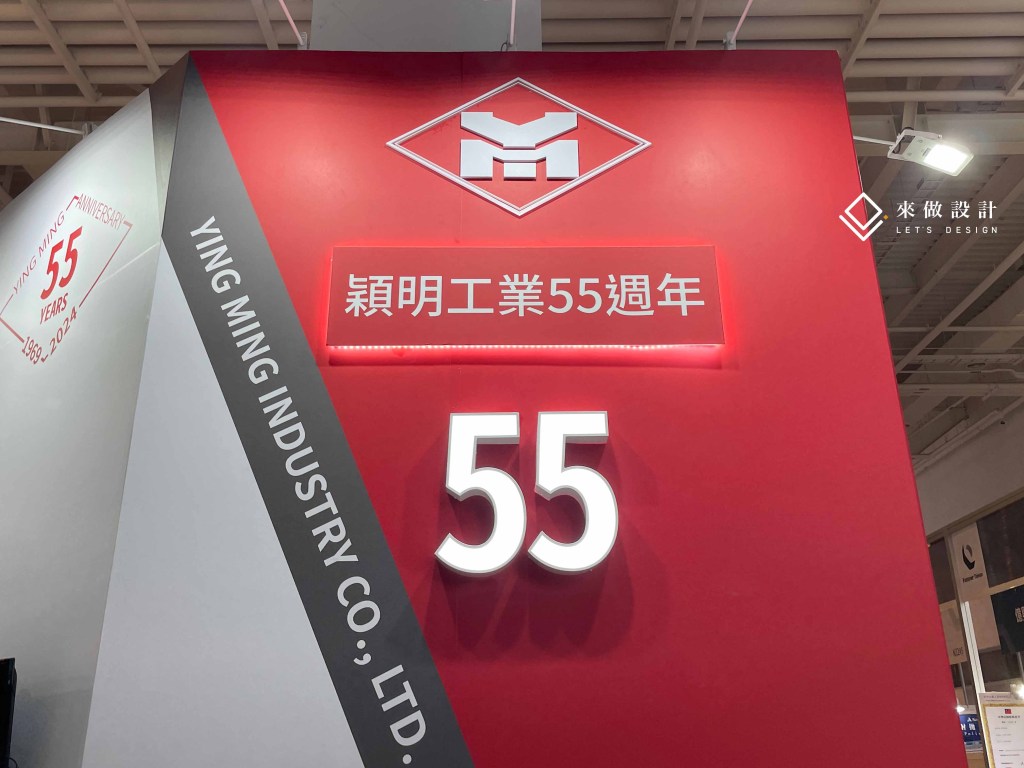 YING MING
ANNIVERSARY
55
YEARS
1969
2024
YING MING INDUSTRY CO., LTD.
YM
穎明工業55週年
55
來做設計
LET'S DESIGN